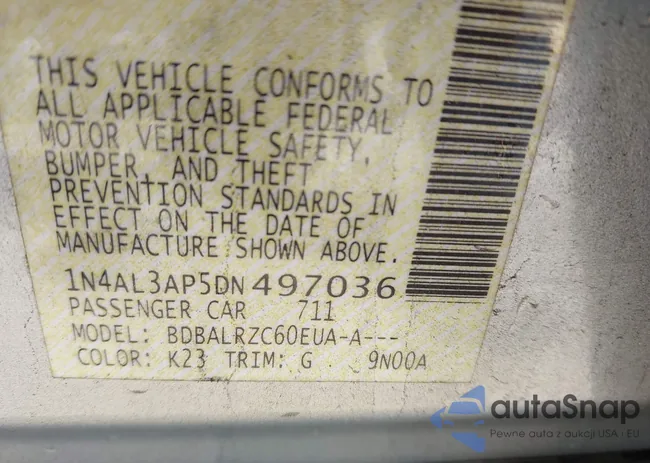 THIS VEHICLE CONFORMS TO
ALL APPLICABLE FEDERAL
MOTOR VEHICLE SAFETY,
BUMPER, AND THEFT
PREVENTION STANDARDS IN
EFFECT ON THE DATE OF
MANUFACTURE SHOWN ABOVE.
1N4AL3AP5DN497036
PASSENGER CAR 711
MODEL: BDBALRZC60EUA-A---
COLOR: K23 TRIM: G 9N00A
autaSnap
Pewne auta z aukcji USA · EU